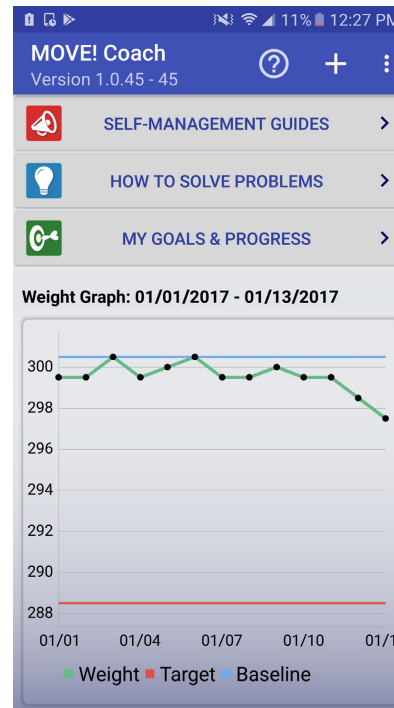 11% 12:27 PM
MOVE! Coach
Version 1.0.45 - 45
SELF-MANAGEMENT GUIDES
HOW TO SOLVE PROBLEMS
MY GOALS & PROGRESS
Weight Graph: 01/01/2017 - 01/13/2017
300
298
296
294
292
290
288
01/01 01/04 01/07 01/10 01/1
Weight Target Baseline